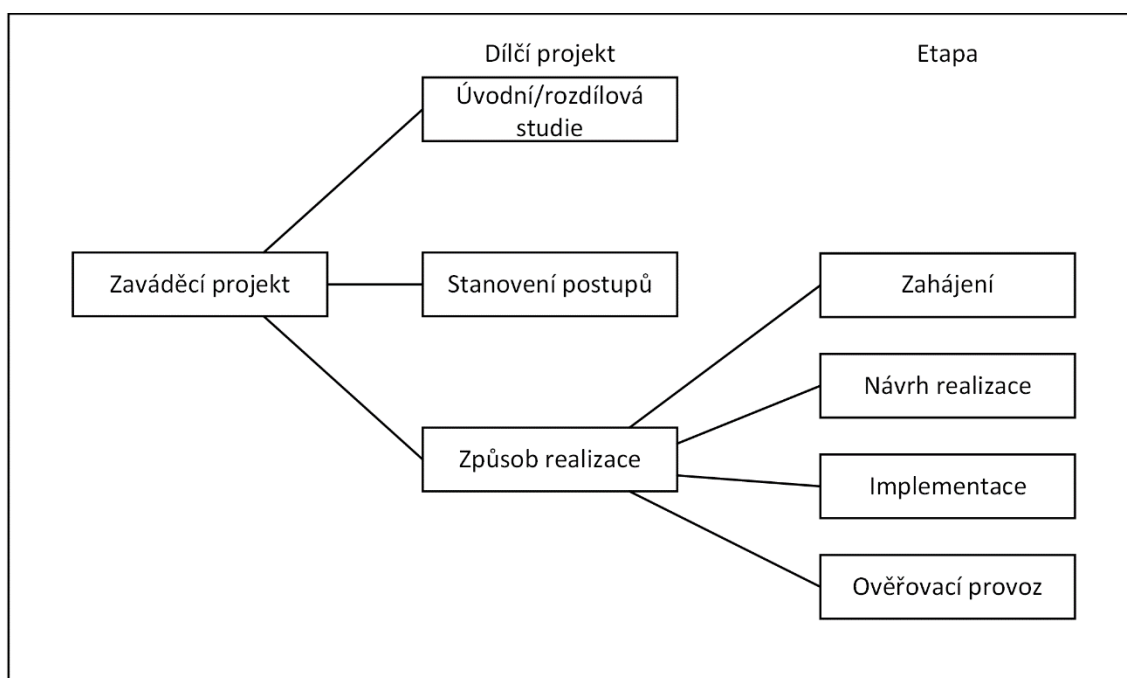 Dílčí projekt
Etapa
Úvodní/rozdílová
studie
Zaváděcí projekt
Stanovení postupů
Zahájení
Návrh realizace
Způsob realizace
Implementace
Ověřovací provoz